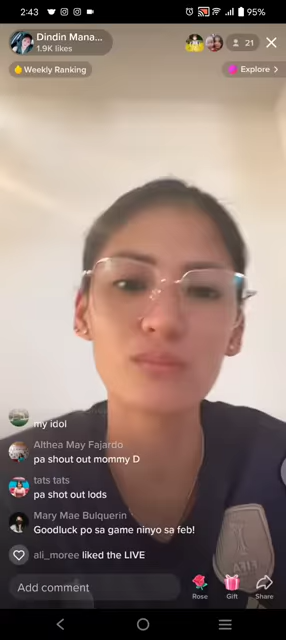 2:43
95%
Dindin Mana...
1.9K likes
21
Weekly Ranking
Explore >
my idol
Althea May Fajardo
pa shout out mommy D
tats tats
pa shot out lods
Mary Mae Bulquerin
Goodluck po sa game ninyo sa feb!
ali_moree liked the LIVE
Add comment
Rose
Gift
Share
FIFA